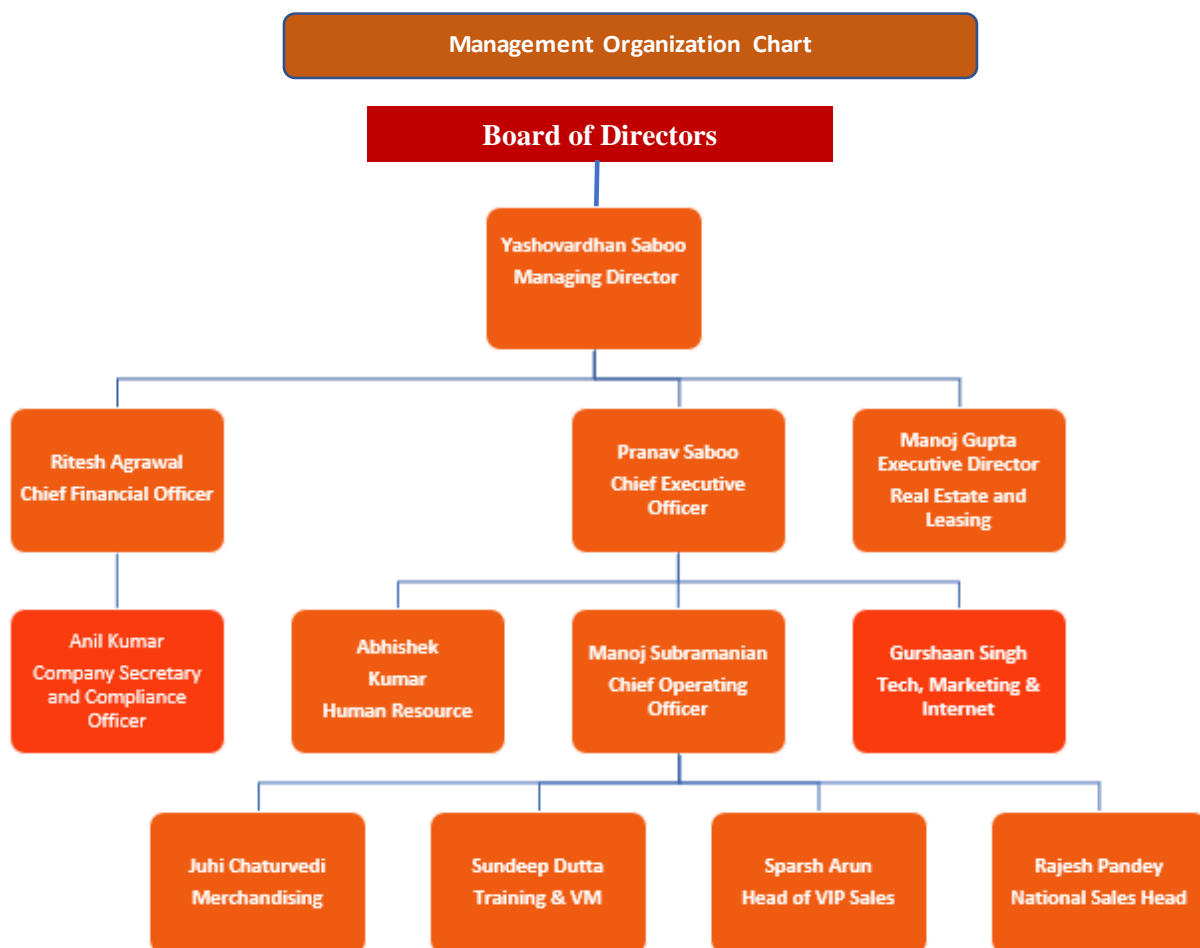 Management Organization Chart
Board of Directors
Yashovardhan Saboo
Managing Director
Ritesh Agrawal
Chief Financial Officer
Pranav Saboo
Chief Executive
Officer
Manoj Gupta
Executive Director
Real Estate and
Leasing
Anil Kumar
Company Secretary
and Compliance
Officer
Abhishek
Kumar
Human Resource
Manoj Subramanian
Chief Operating
Officer
Gurshaan Singh
Tech, Marketing &
Internet
Juhi Chaturvedi
Merchandising
Sundeep Dutta
Training & VM
Sparsh Arun
Head of VIP Sales
Rajesh Pandey
National Sales Head